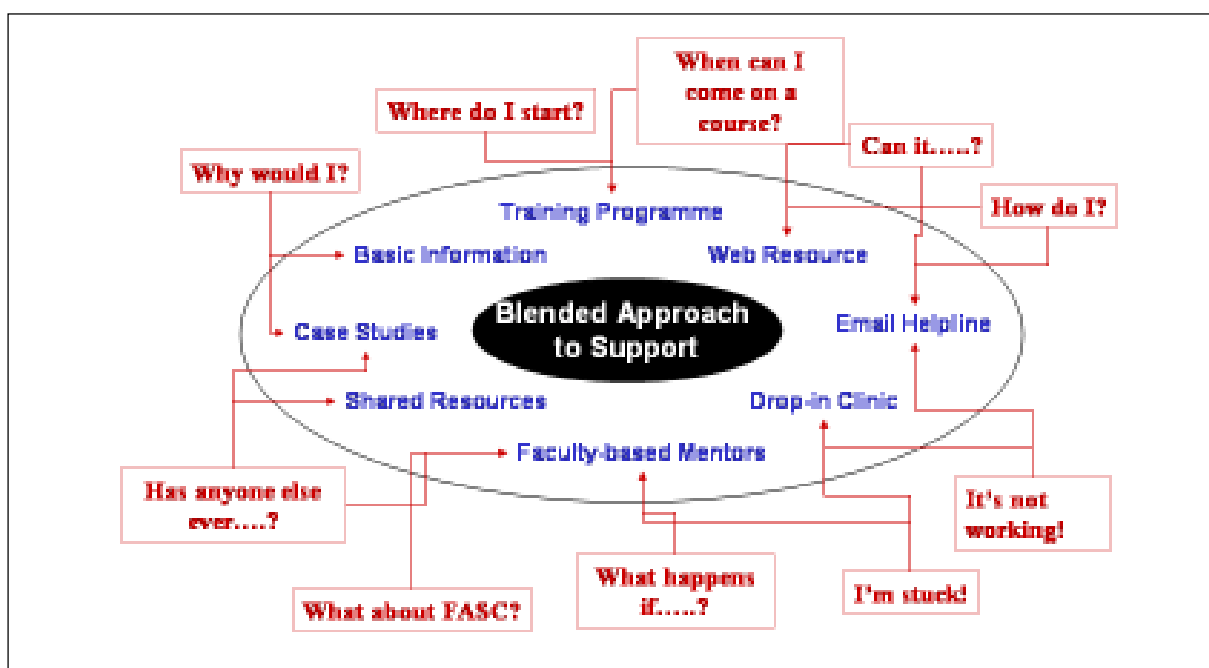 When can I
come on a
course?
Where do I start?
Can it.....?
Why would I?
How do I?
Training Programme
Basic Information
Web Resource
Blended Approach
to Support
Case Studies
Email Helpline
Shared Resources
Drop-in Clinic
Faculty-based Mentors
Has anyone else
ever.....?
It's not
working!
What happens
if.....?
I'm stuck!
What about FASC?